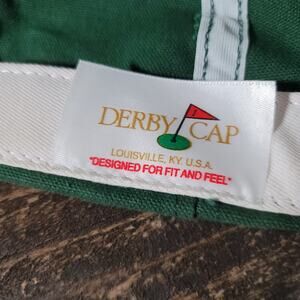 DERBY CAP
LOUISVILLE, KY. U.S.A.
"DESIGNED FOR FIT AND FEEL"